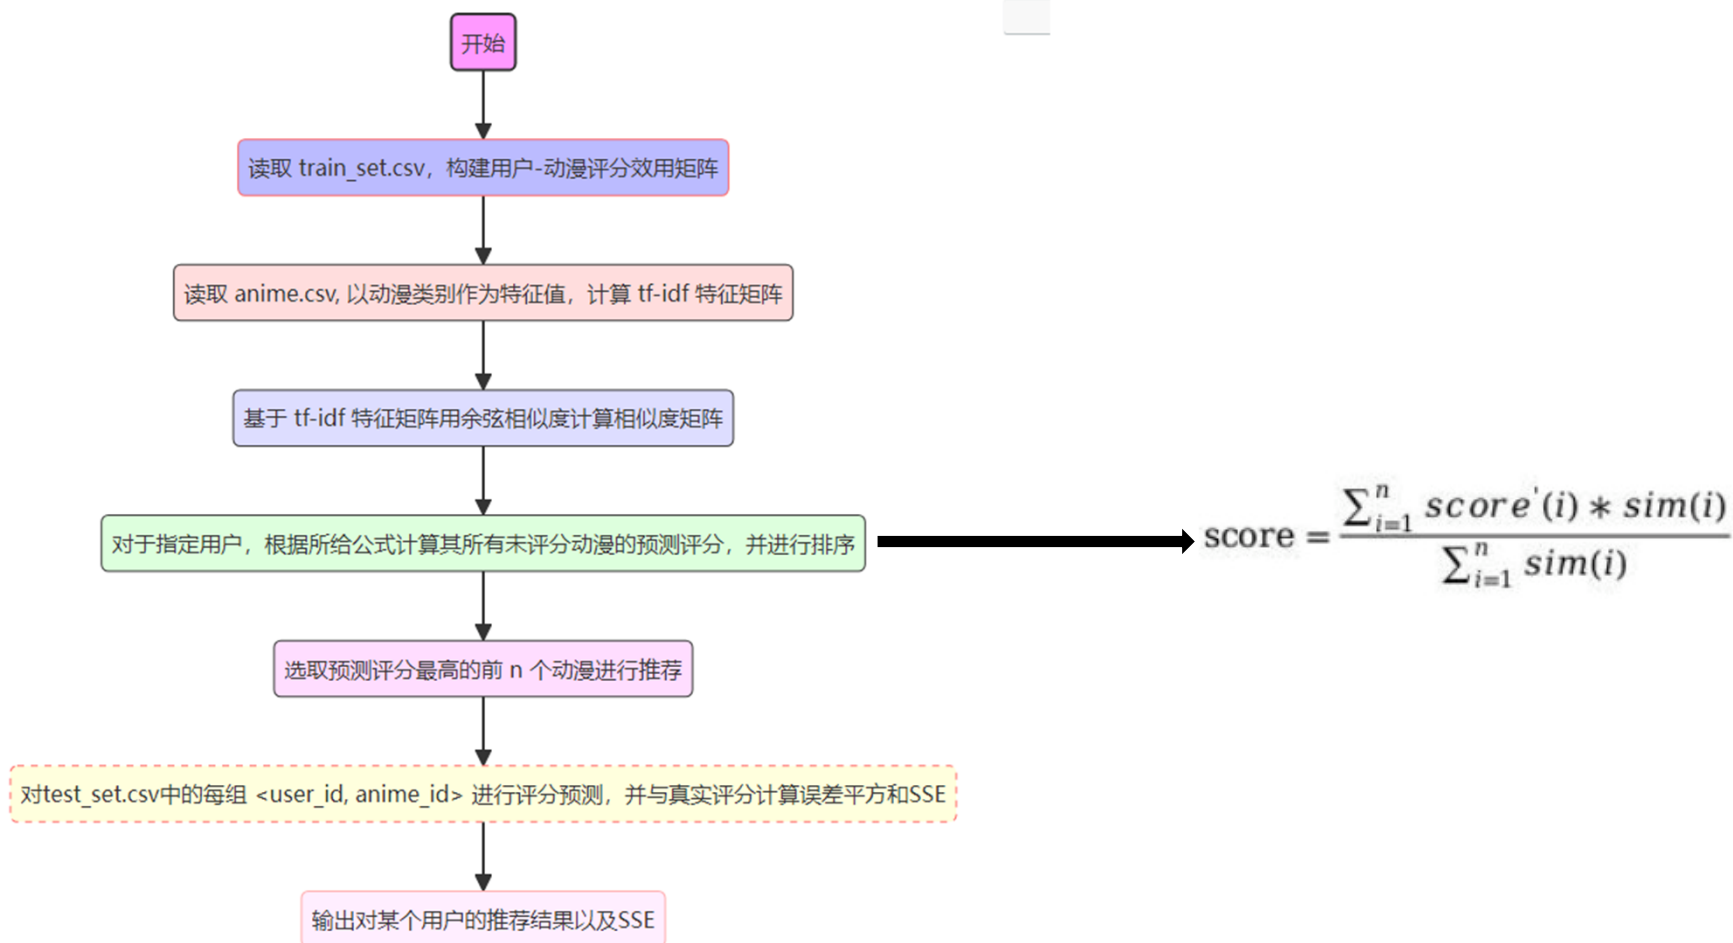 开始
读取 train_set.csv，构建用户-动漫评分效用矩阵
读取 anime.csv, 以动漫类别作为特征值，计算 tf-idf 特征矩阵
基于 tf-idf 特征矩阵用余弦相似度计算相似度矩阵
对于指定用户，根据所给公式计算其所有未评分动漫的预测评分，并进行排序
score = \frac{\sum_{i=1}^{n} score'(i) * sim(i)}{\sum_{i=1}^{n} sim(i)}
选取预测评分最高的前 n 个动漫进行推荐
对test_set.csv中的每组 <user_id, anime_id> 进行评分预测，并与真实评分计算误差平方和SSE
输出对某个用户的推荐结果以及SSE